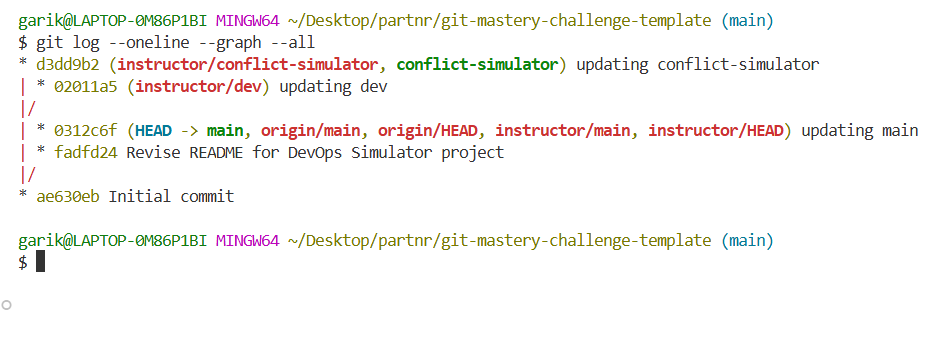 garik@LAPTOP-0M86P1BI MINGW64 ~/Desktop/partnr/git-mastery-challenge-template (main)
$ git log --oneline --graph --all
* d3dd9b2 (instructor/conflict-simulator, conflict-simulator) updating conflict-simulator
| * 02011a5 (instructor/dev) updating dev
|/
| * 0312c6f (HEAD -> main, origin/main, origin/HEAD, instructor/main, instructor/HEAD) updating main
| * fadfd24 Revise README for DevOps Simulator project
|/
* ae630eb Initial commit
garik@LAPTOP-0M86P1BI MINGW64 ~/Desktop/partnr/git-mastery-challenge-template (main)
$